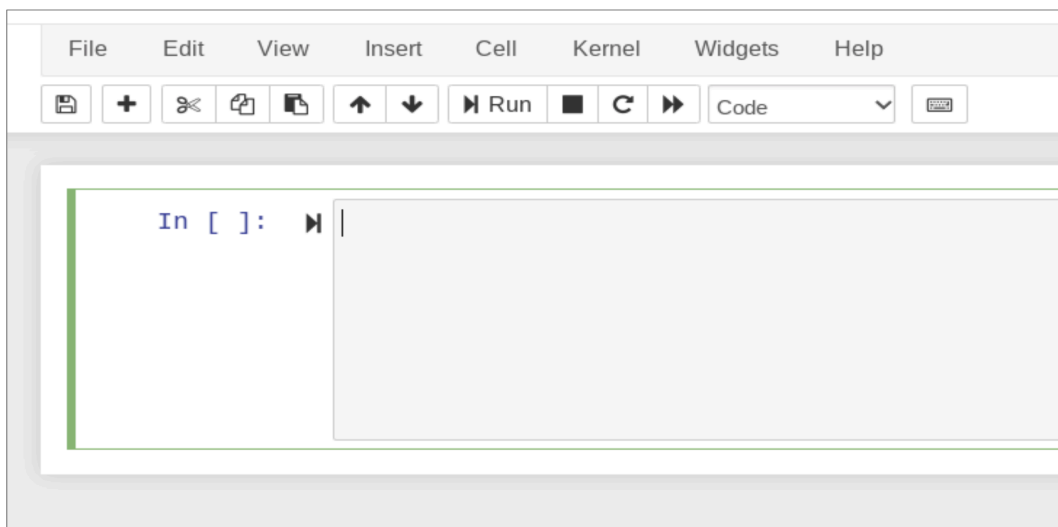 File Edit View Insert Cell Kernel Widgets Help
Run Code
In [ ]: